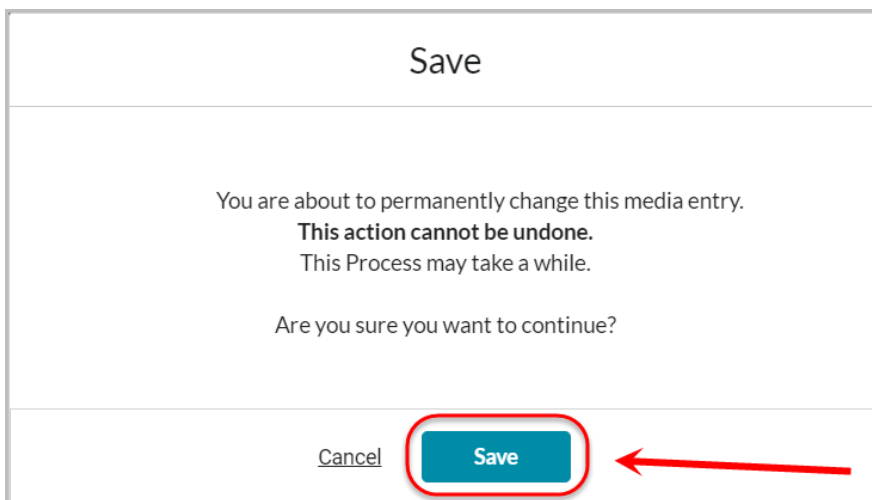 Save
You are about to permanently change this media entry.
This action cannot be undone.
This Process may take a while.
Are you sure you want to continue?
Cancel
Save